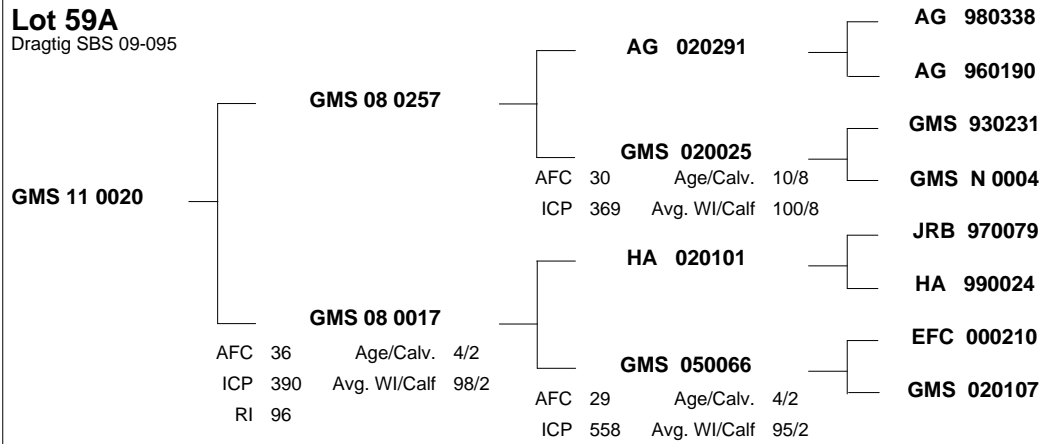 Lot 59A
Dragtig SBS 09-095
AG 980338
AG 020291
AG 960190
GMS 08 0257
GMS 930231
GMS 020025
AFC 30 Age/Calv. 10/8
GMS N 0004
ICP 369 Avg. WI/Calf 100/8
GMS 11 0020
JRB 970079
HA 020101
HA 990024
GMS 08 0017
EFC 000210
AFC 36 Age/Calv. 4/2
GMS 050066
ICP 390 Avg. WI/Calf 98/2
GMS 020107
AFC 29 Age/Calv. 4/2
RI 96
ICP 558 Avg. WI/Calf 95/2